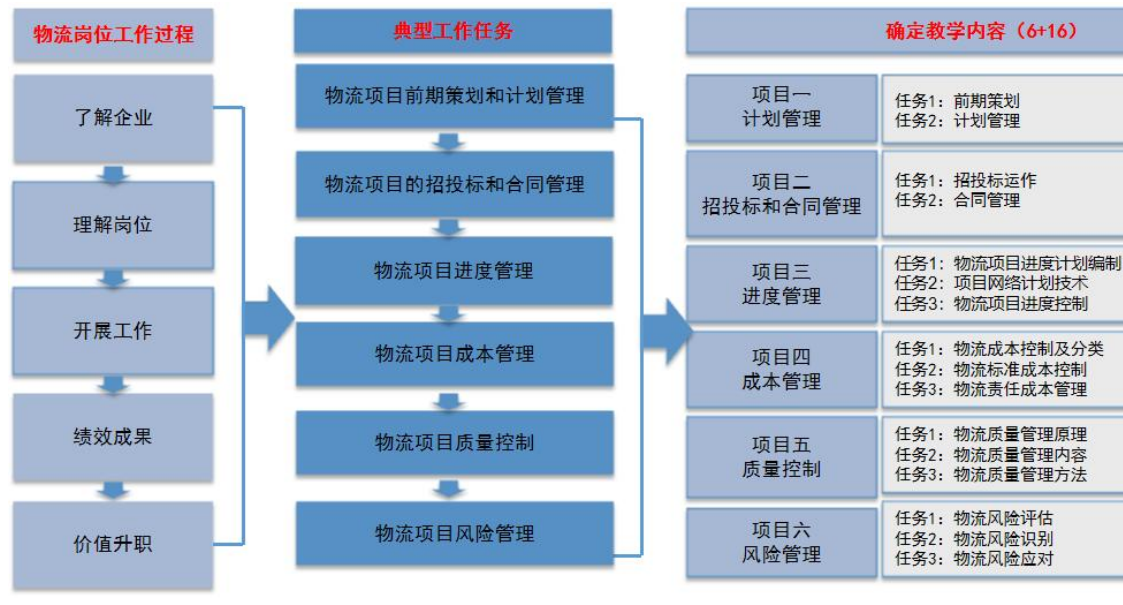 物流岗位工作过程
了解企业
理解岗位
开展工作
绩效成果
价值升职
典型工作任务
物流项目前期策划和计划管理
物流项目的招投标和合同管理
物流项目进度管理
物流项目成本管理
物流项目质量控制
物流项目风险管理
确定教学内容（6+16）
项目一
计划管理
任务1：前期策划
任务2：计划管理
项目二
招投标和合同管理
任务1：招投标运作
任务2：合同管理
项目三
进度管理
任务1：物流项目进度计划编制
任务2：项目网络计划技术
任务3：物流项目进度控制
项目四
成本管理
任务1：物流成本控制及分类
任务2：物流标准成本控制
任务3：物流责任成本管理
项目五
质量控制
任务1：物流质量管理原理
任务2：物流质量管理内容
任务3：物流质量管理方法
项目六
风险管理
任务1：物流风险评估
任务2：物流风险识别
任务3：物流风险应对